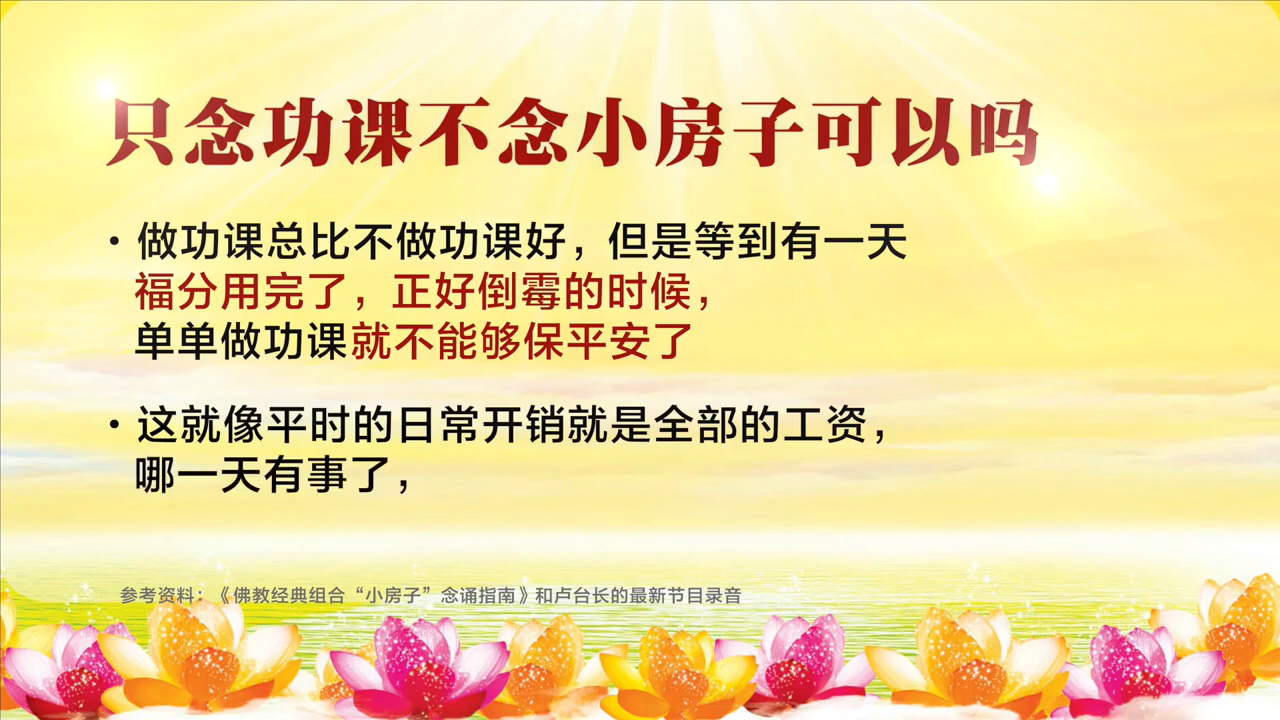 只念功课不念小房子可以吗
• 做功课总比不做功课好，但是等到有一天
福分用完了，正好倒霉的时候，
单单做功课就不能够保平安了
• 这就像平时的日常开销就是全部的工资，
哪一天有事了，
参考资料：《佛教经典组合“小房子”念诵指南》和卢台长的最新节目录音